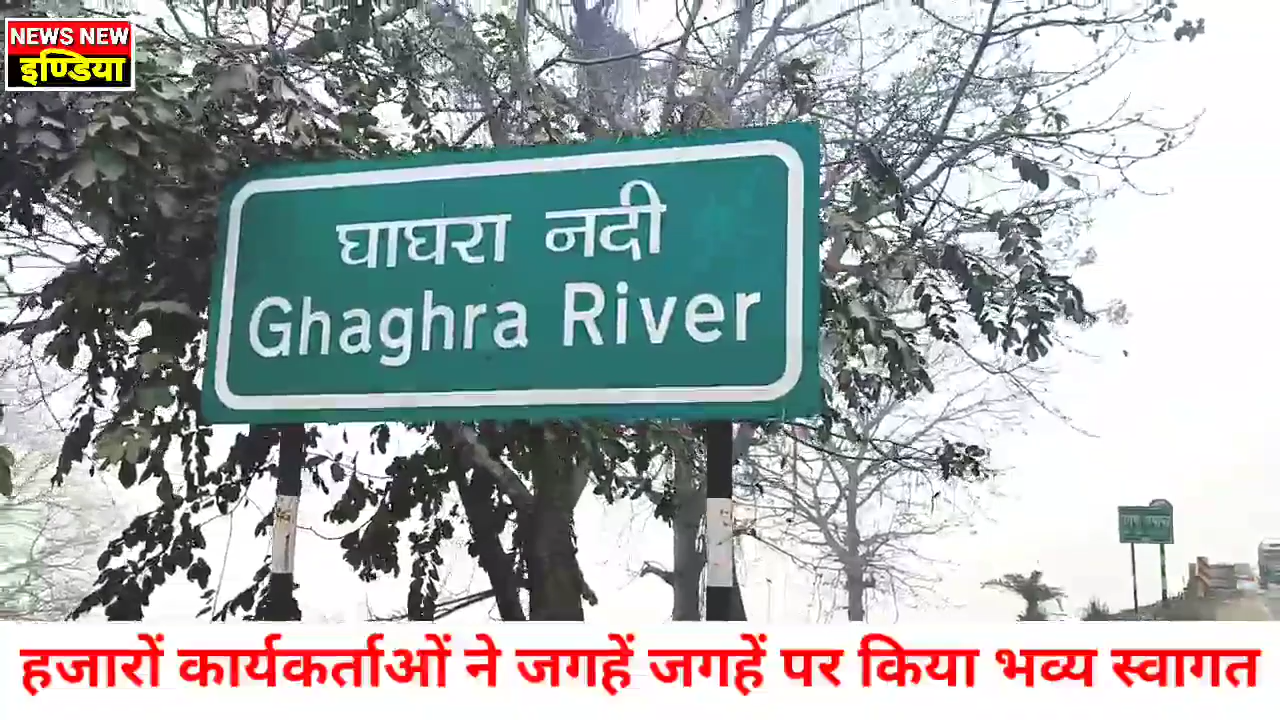 NEWS NEW
इण्डिया
घाघरा नदी
Ghaghra River
हजारों कार्यकर्ताओं ने जगहें जगहें पर किया भव्य स्वागत